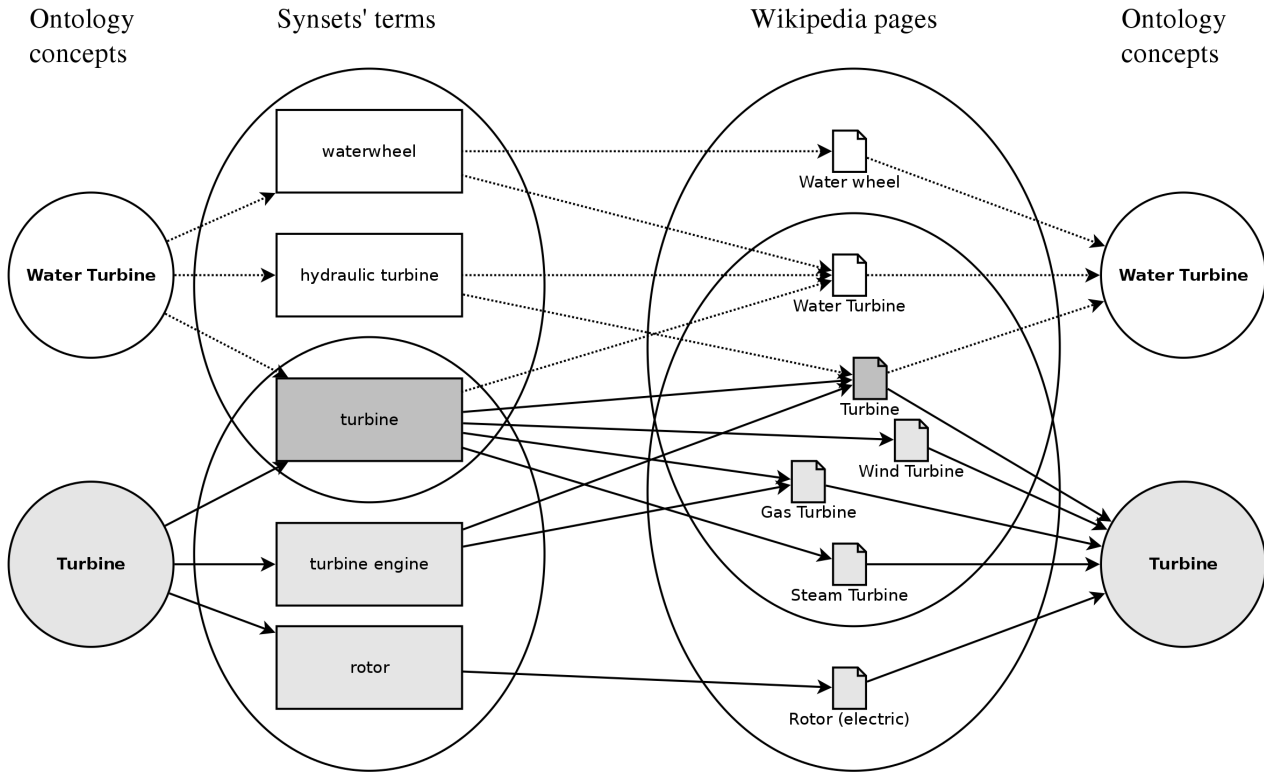 Ontology
concepts
Synsets' terms
Wikipedia pages
Ontology
concepts
waterwheel
Water wheel
Water Turbine
hydraulic turbine
Water Turbine
Water Turbine
turbine
Turbine
Wind Turbine
Gas Turbine
Turbine
turbine engine
Steam Turbine
Turbine
rotor
Rotor (electric)